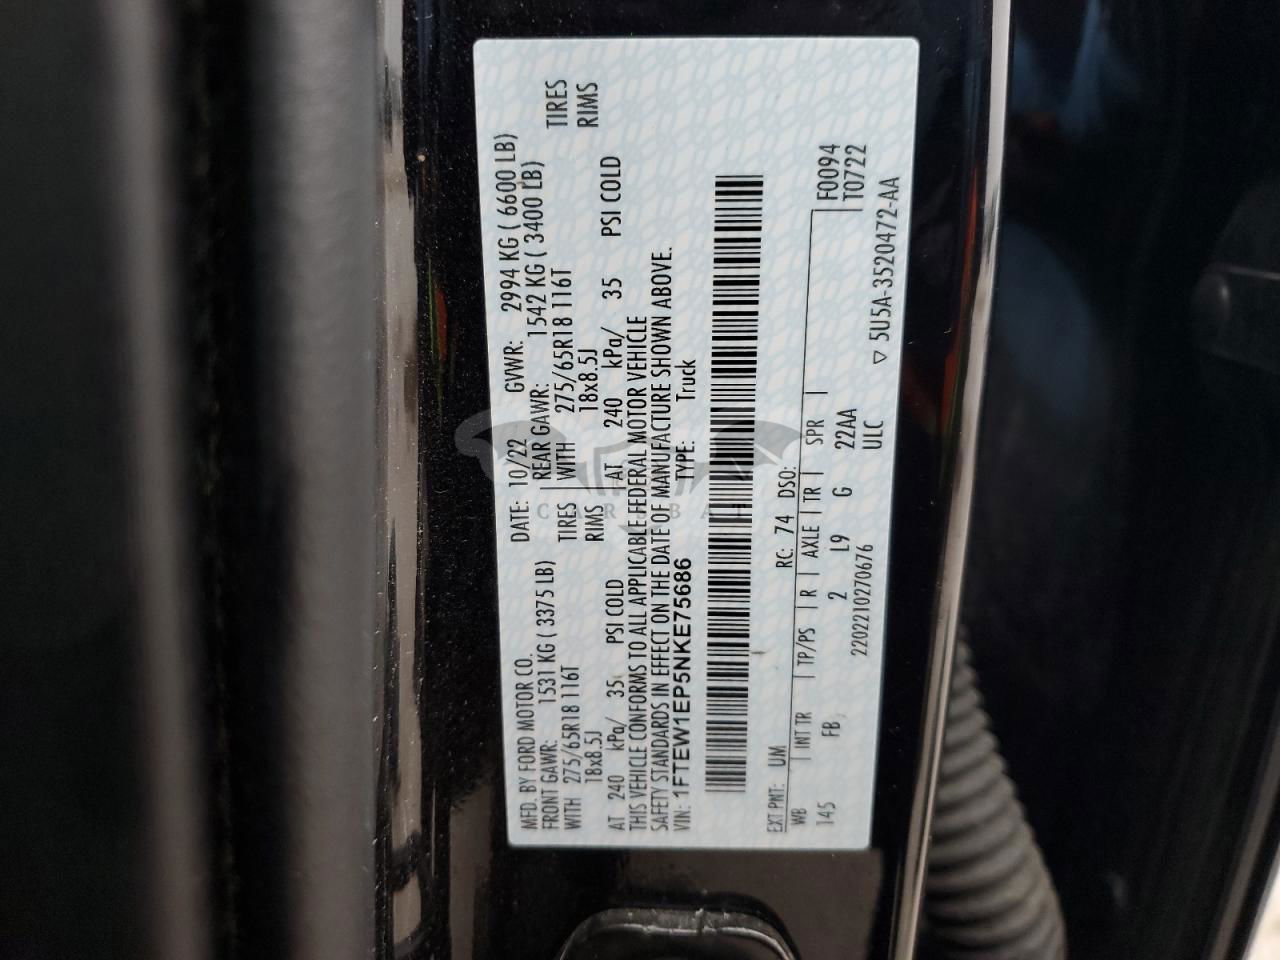 MFD. BY FORD MOTOR CO.
DATE: 10/22 GVWR: 2994 KG ( 6600 LB)
FRONT GAWR: 1531 KG ( 3375 LB)
REAR GAWR: 1542 KG ( 3400 LB)
WITH 275/65R18 116T TIRES
WITH 275/65R18 116T TIRES
18x8.5J RIMS
18x8.5J RIMS
AT 240 kPa/ 35 PSI COLD
AT 240 kPa/ 35 PSI COLD
THIS VEHICLE CONFORMS TO ALL APPLICABLE FEDERAL MOTOR VEHICLE
SAFETY STANDARDS IN EFFECT ON THE DATE OF MANUFACTURE SHOWN ABOVE.
VIN: 1FTEW1EP5NKE75686 TYPE: Truck
EXT PNT: UM RC: 74 DSO:
WB INT TR TP/PS R AXLE TR SPR F0094
145 FB 2 L9 G 22AA T0722
2202210270676 ULC
▽ 5U5A-3520472-AA